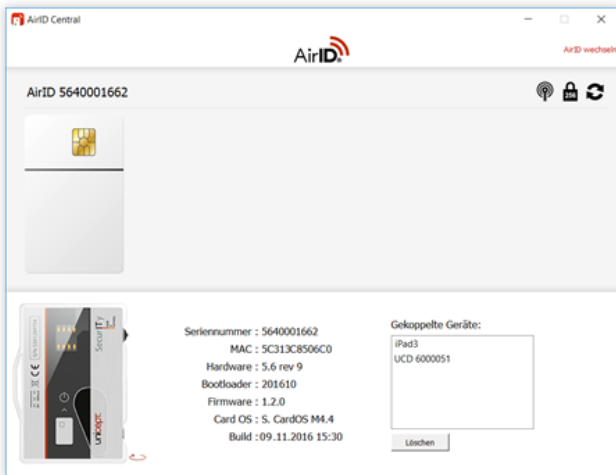 AirID Central
AirID
AirID wechseln
AirID 5640001662
256
Seriennummer : 5640001662
MAC : 5C313C8506C0
Hardware : 5.6 rev 9
Bootloader : 201610
Firmware : 1.2.0
Card OS : S. CardOS M4.4
Build : 09.11.2016 15:30
Gekoppelte Geräte:
iPad3
UCD 6000051
Löschen
SecurITy
unicept
CE